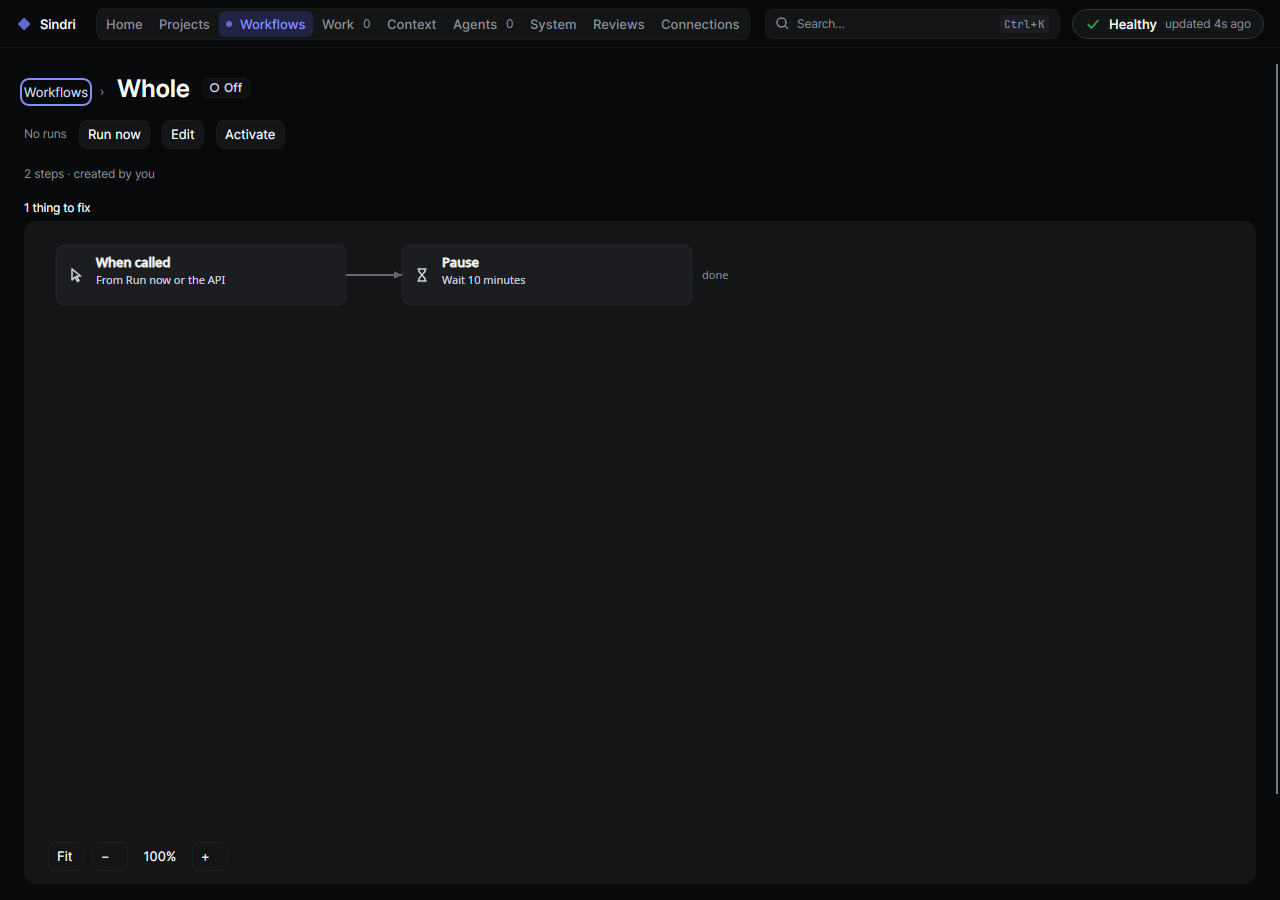 Sindri Home Projects Workflows Work 0 Context Agents 0 System Reviews Connections Search... Ctrl+K Healthy updated 4s ago
Workflows › Whole Off
No runs Run now Edit Activate
2 steps · created by you
1 thing to fix
When called
From Run now or the API
Pause
Wait 10 minutes
done
Fit − 100% +